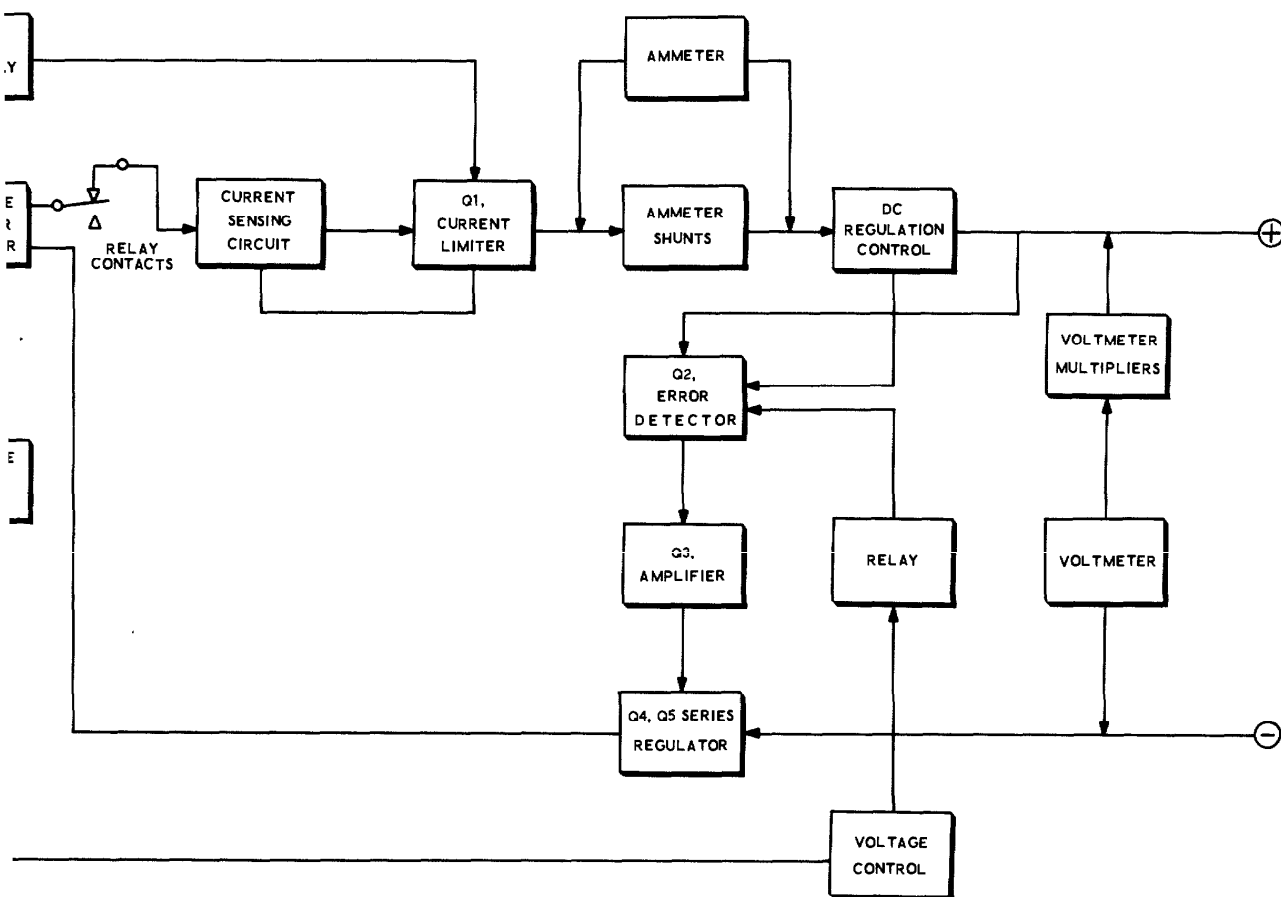 AMMETER
.Y
E
R
ER
RELAY
CONTACTS
CURRENT
SENSING
CIRCUIT
Q1,
CURRENT
LIMITER
AMMETER
SHUNTS
DC
REGULATION
CONTROL
+
VOLTMETER
MULTIPLIERS
Q2,
ERROR
DETECTOR
E
Q3,
AMPLIFIER
RELAY
VOLTMETER
Q4, Q5 SERIES
REGULATOR
-
VOLTAGE
CONTROL